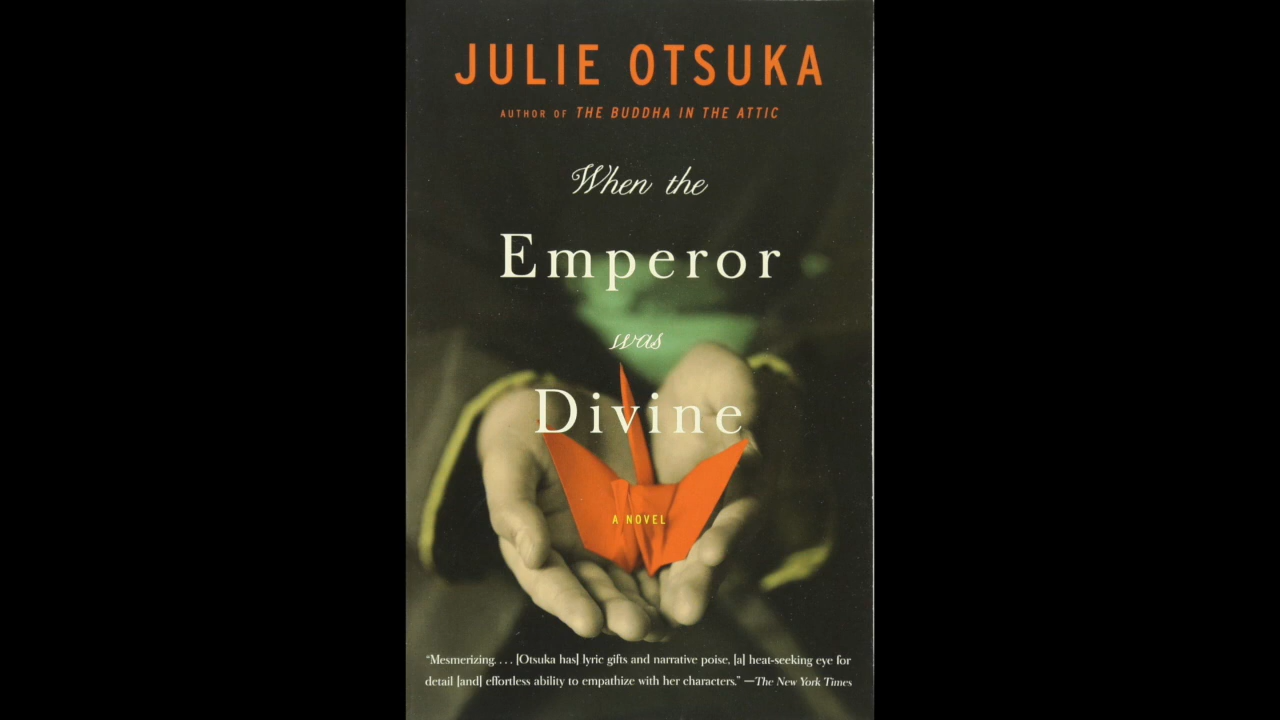 JULIE OTSUKA
AUTHOR OF THE BUDDHA IN THE ATTIC
When the
Emperor
was
Divine
A NOVEL
“Mesmerizing. . . . [Otsuka has] lyric gifts and narrative poise, [a] heat-seeking eye for
detail [and] effortless ability to empathize with her characters.” —The New York Times